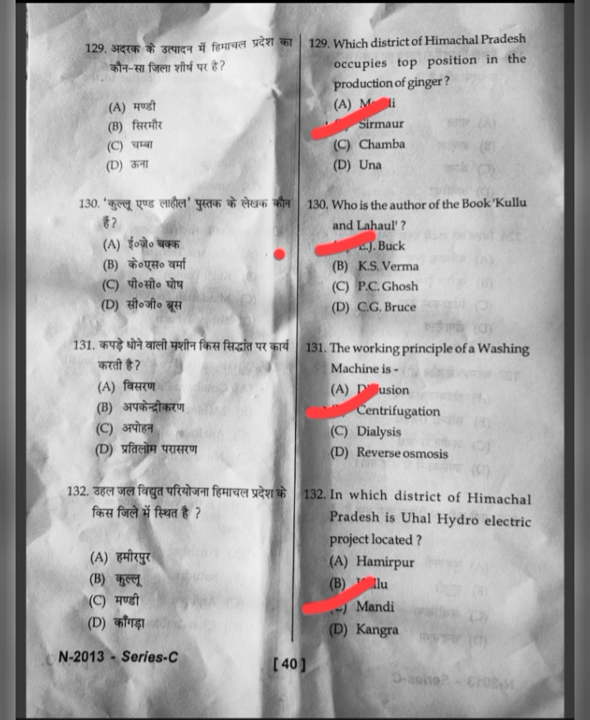 129. अदरक के उत्पादन में हिमाचल प्रदेश का
कौन-सा जिला शीर्ष पर है?
(A) मण्डी
(B) सिरमौर
(C) चम्बा
(D) ऊना
130. 'कुल्लू एण्ड लाहौल' पुस्तक के लेखक कौन
हैं?
(A) ई०जे० बक्क
(B) के०एस० वर्मा
(C) पी०सी० घोष
(D) सी०जी० ब्रूस
131. कपड़े धोने वाली मशीन किस सिद्धांत पर कार्य
करती है?
(A) विसरण
(B) अपकेन्द्रीकरण
(C) अपोहन
(D) प्रतिलोम परासरण
132. उहल जल विद्युत परियोजना हिमाचल प्रदेश के
किस जिले में स्थित है ?
(A) हमीरपुर
(B) कुल्लू
(C) मण्डी
(D) काँगड़ा
129. Which district of Himachal Pradesh
occupies top position in the
production of ginger ?
(A)
Sirmaur
(C) Chamba
(D) Una
130. Who is the author of the Book 'Kullu
and Lahaul' ?
Buck
(B) K.S. Verma
(C) P.C. Ghosh
(D) C.G. Bruce
131. The working principle of a Washing
Machine is -
(A)
Centrifugation
(C) Dialysis
(D) Reverse osmosis
132. In which district of Himachal
Pradesh is Uhal Hydro electric
project located ?
(A) Hamirpur
(B)
Mandi
(D) Kangra
N-2013 - Series-C
[ 40 ]